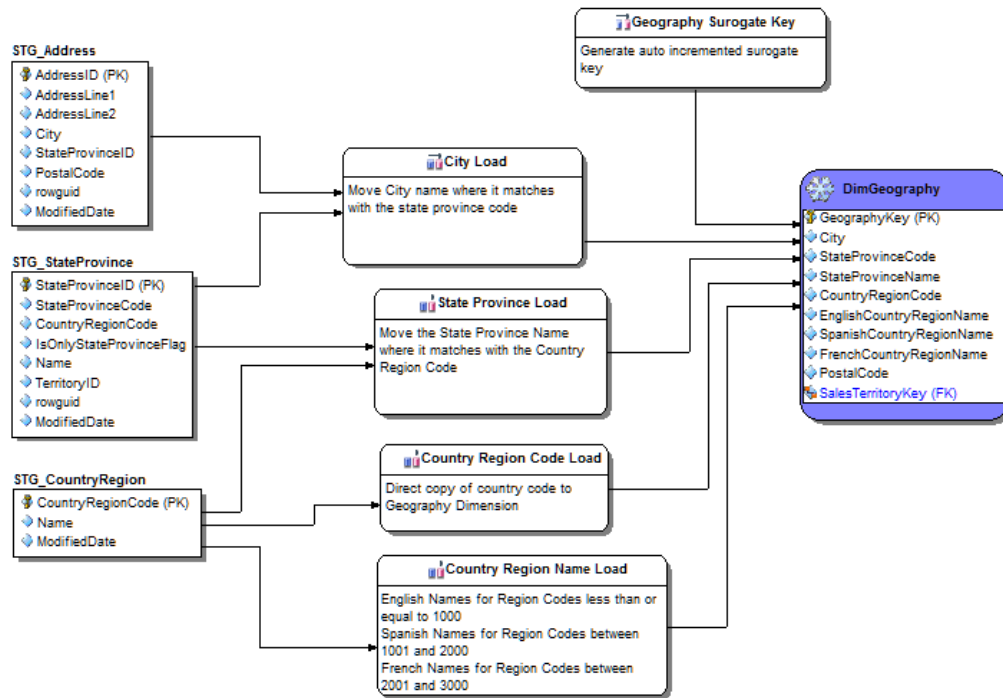 Geography Surogate Key
Generate auto incremented surogate
key
STG_Address
AddressID (PK)
AddressLine1
AddressLine2
City
StateProvinceID
PostalCode
rowguid
ModifiedDate
City Load
Move City name where it matches
with the state province code
DimGeography
GeographyKey (PK)
City
StateProvinceCode
StateProvinceName
CountryRegionCode
EnglishCountryRegionName
SpanishCountryRegionName
FrenchCountryRegionName
PostalCode
SalesTerritoryKey (FK)
STG_StateProvince
StateProvinceID (PK)
StateProvinceCode
CountryRegionCode
IsOnlyStateProvinceFlag
Name
TerritoryID
rowguid
ModifiedDate
State Province Load
Move the State Province Name
where it matches with the Country
Region Code
STG_CountryRegion
CountryRegionCode (PK)
Name
ModifiedDate
Country Region Code Load
Direct copy of country code to
Geography Dimension
Country Region Name Load
English Names for Region Codes less than or
equal to 1000
Spanish Names for Region Codes between
1001 and 2000
French Names for Region Codes between
2001 and 3000